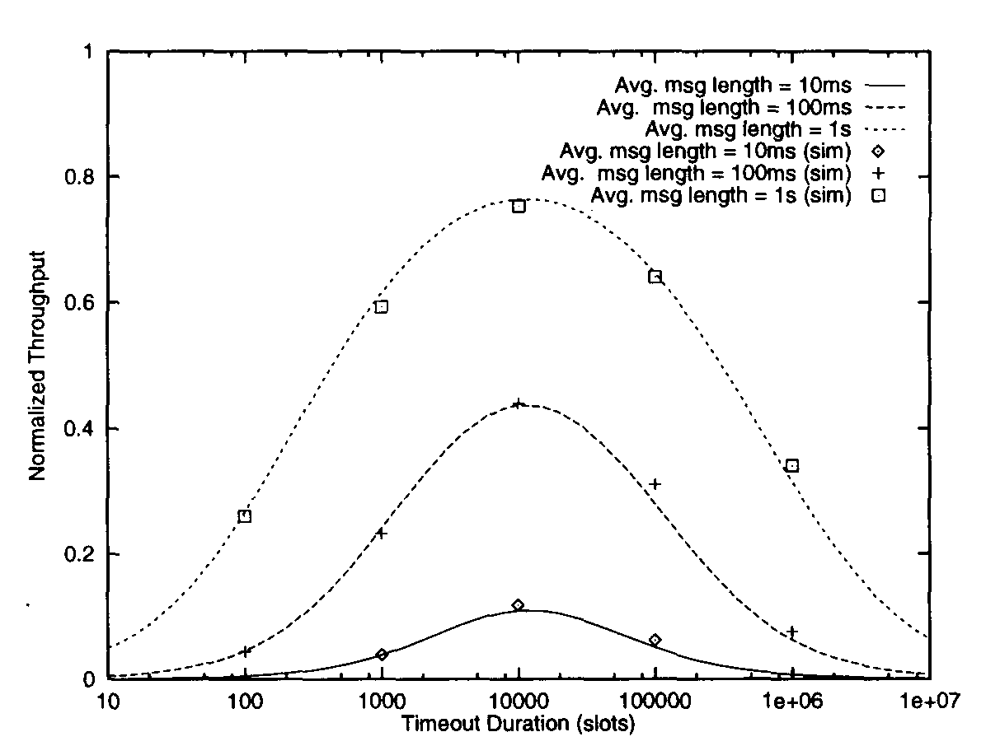 1
0.8
0.6
0.4
0.2
0
Normalized Throughput
Avg. msg length = 10ms
Avg. msg length = 100ms
Avg. msg length = 1s
Avg. msg length = 10ms (sim)
Avg. msg length = 100ms (sim)
Avg. msg length = 1s (sim)
10 100 1000 10000 100000 1e+06 1e+07
Timeout Duration (slots)